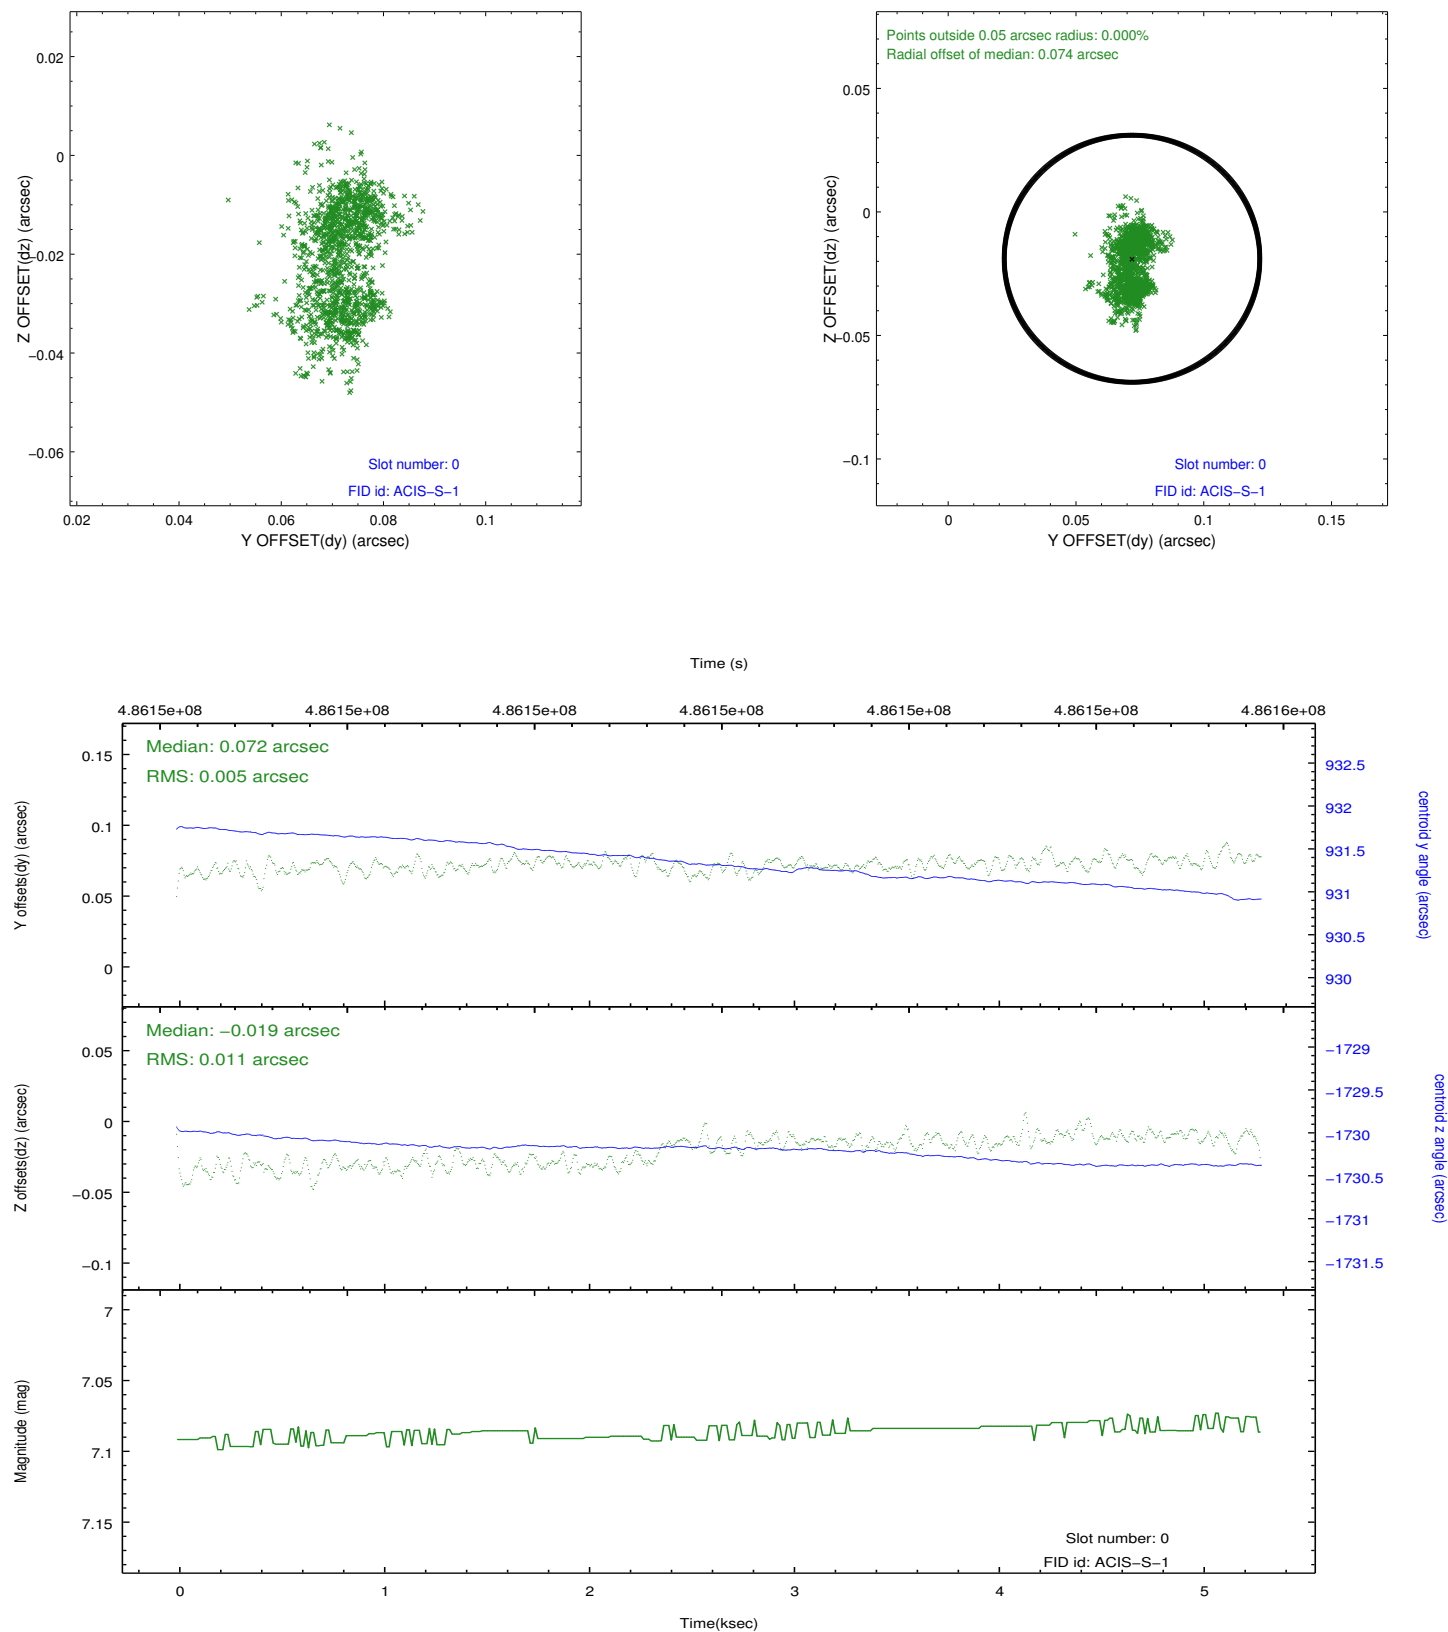 0.02
0
−0.02
−0.04
−0.06
Z OFFSET(dz) (arcsec)
Slot number: 0
FID id: ACIS−S−1
0.02 0.04 0.06 0.08 0.1
Y OFFSET(dy) (arcsec)
Points outside 0.05 arcsec radius: 0.000%
Radial offset of median: 0.074 arcsec
0.05
0
−0.05
−0.1
Z OFFSET(dz) (arcsec)
Slot number: 0
FID id: ACIS−S−1
0 0.05 0.1 0.15
Y OFFSET(dy) (arcsec)
Time (s)
4.8615e+08 4.8615e+08 4.8615e+08 4.8615e+08 4.8615e+08 4.8615e+08 4.8616e+08
Median: 0.072 arcsec
RMS: 0.005 arcsec
0.15
0.1
0.05
0
Y offsets(dy) (arcsec)
932.5
932
931.5
931
930.5
930
centroid y angle (arcsec)
Median: −0.019 arcsec
RMS: 0.011 arcsec
0.05
0
−0.05
−0.1
Z offsets(dz) (arcsec)
−1729
−1729.5
−1730
−1730.5
−1731
−1731.5
centroid z angle (arcsec)
7
7.05
7.1
7.15
Magnitude (mag)
Slot number: 0
FID id: ACIS−S−1
0 1 2 3 4 5
Time(ksec)